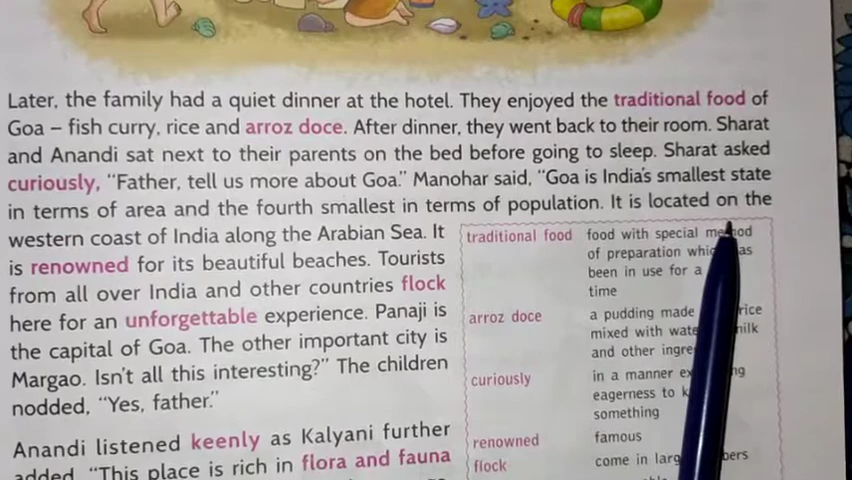 Later, the family had a quiet dinner at the hotel. They enjoyed the traditional food of
Goa – fish curry, rice and arroz doce. After dinner, they went back to their room. Sharat
and Anandi sat next to their parents on the bed before going to sleep. Sharat asked
curiously, "Father, tell us more about Goa." Manohar said, "Goa is India's smallest state
in terms of area and the fourth smallest in terms of population. It is located on the
western coast of India along the Arabian Sea. It
is renowned for its beautiful beaches. Tourists
from all over India and other countries flock
here for an unforgettable experience. Panaji is
the capital of Goa. The other important city is
Margao. Isn't all this interesting?" The children
nodded, "Yes, father."
Anandi listened keenly as Kalyani further
added, "This place is rich in flora and fauna
traditional food food with special
of preparation
been in use for a
time
arroz doce a pudding made
mixed with
and other
curiously in a manner
eagerness to
something
renowned famous
flock come in